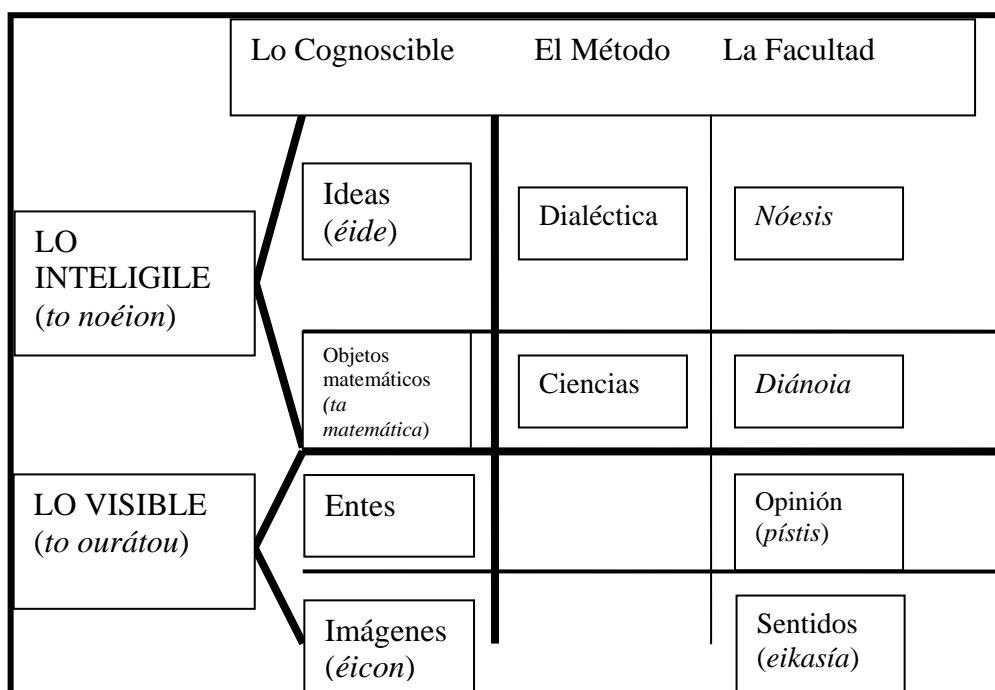 Lo Cognoscible El Método La Facultad
Ideas
(éide)
Dialéctica
Nóesis
LO
INTELIGILE
(to noéion)
Objetos
matemáticos
(ta
matemática)
Ciencias
Diánoia
LO VISIBLE
(to ourátou)
Entes
Opinión
(pístis)
Imágenes
(éicon)
Sentidos
(eikasía)